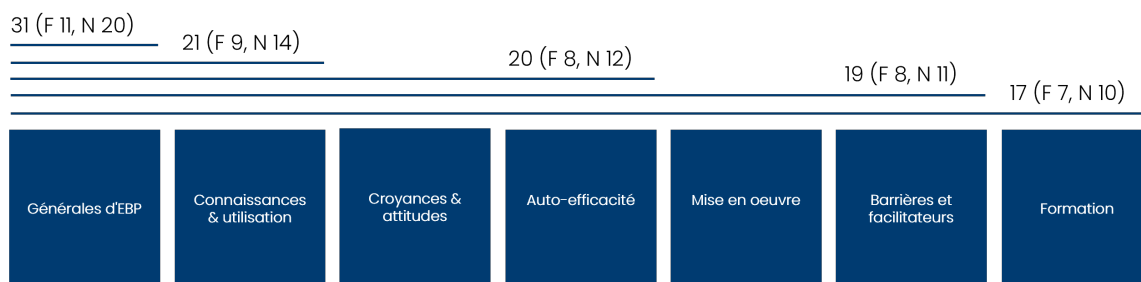 31 (F 11, N 20)
21 (F 9, N 14)
20 (F 8, N 12)
19 (F 8, N 11)
17 (F 7, N 10)
Générales d'EBP
Connaissances
& utilisation
Croyances &
attitudes
Auto-efficacité
Mise en oeuvre
Barrières et
facilitateurs
Formation